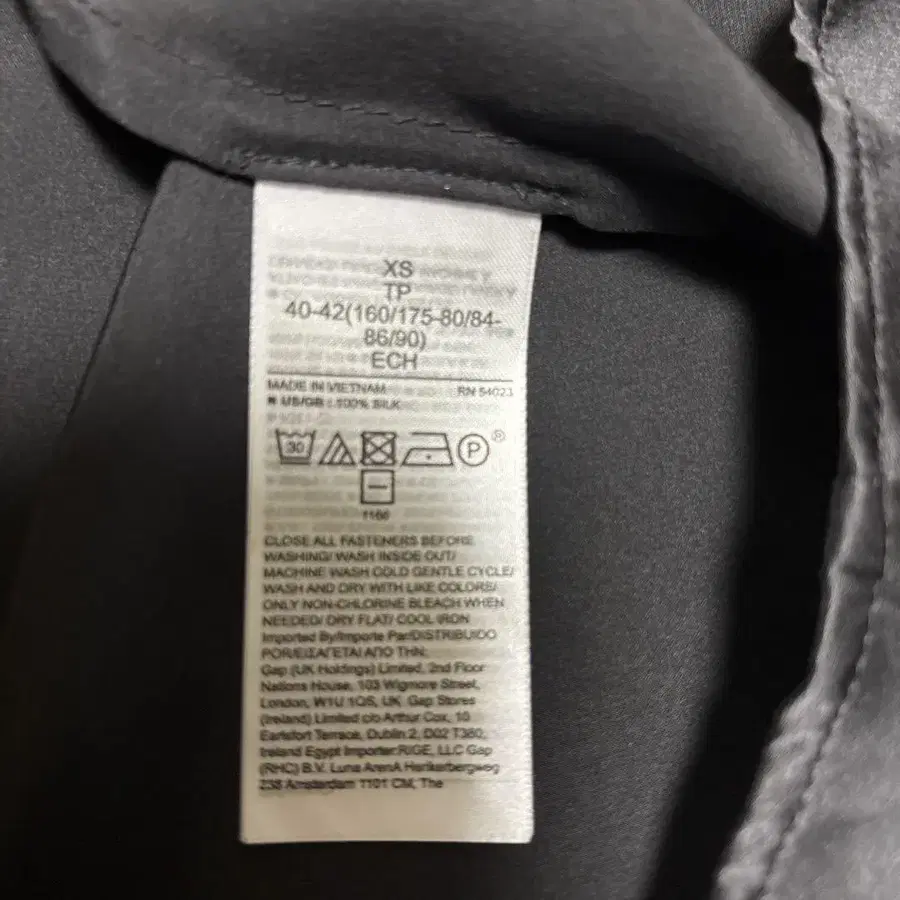 XS
TP
40-42(160/175-80/84-
86/90)
ECH
MADE IN VIETNAM RN 54023
■ US/GB : 100% SILK
30 P
1160
CLOSE ALL FASTENERS BEFORE
WASHING/ WASH INSIDE OUT/
MACHINE WASH COLD GENTLE CYCLE/
WASH AND DRY WITH LIKE COLORS/
ONLY NON-CHLORINE BLEACH WHEN
NEEDED/ DRY FLAT/ COOL IRON
Imported By/Importe Par/DISTRIBUIDO
POR/ΕΙΣΑΓΕΤΑΙ ΑΠΟ ΤΗΝ:
Gap (UK Holdings) Limited, 2nd Floor
Nations House, 103 Wigmore Street,
London, W1U 1QS, UK, Gap Stores
(Ireland) Limited c/o Arthur Cox, 10
Earlsfort Terrace, Dublin 2, D02 T380,
Ireland Egypt Importer:RIGE, LLC Gap
(RHC) B.V. Luna ArenA Herikerbergweg
238 Amsterdam 1101 CM, The